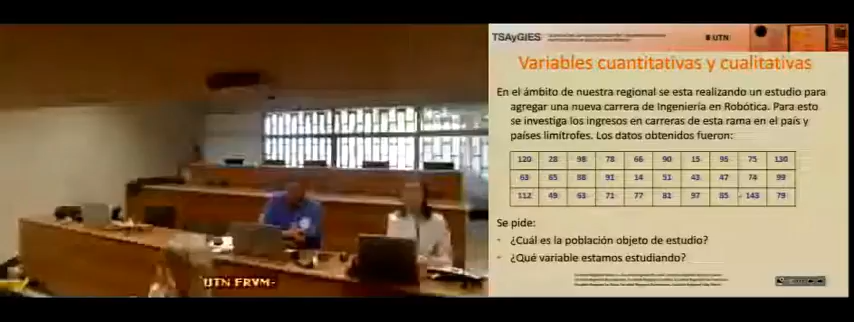 TSAyGIES
UTN
Variables cuantitativas y cualitativas
En el ámbito de nuestra regional se esta realizando un estudio para
agregar una nueva carrera de Ingeniería en Robótica. Para esto
se investiga los ingresos en carreras de esta rama en el país y
países limítrofes. Los datos obtenidos fueron:
120 28 98 78 66 90 15 95 75 130
63 65 88 91 14 51 43 47 74 99
112 49 63 71 77 81 97 85 143 79
Se pide:
- ¿Cuál es la población objeto de estudio?
- ¿Qué variable estamos estudiando?
UTN FRVM-